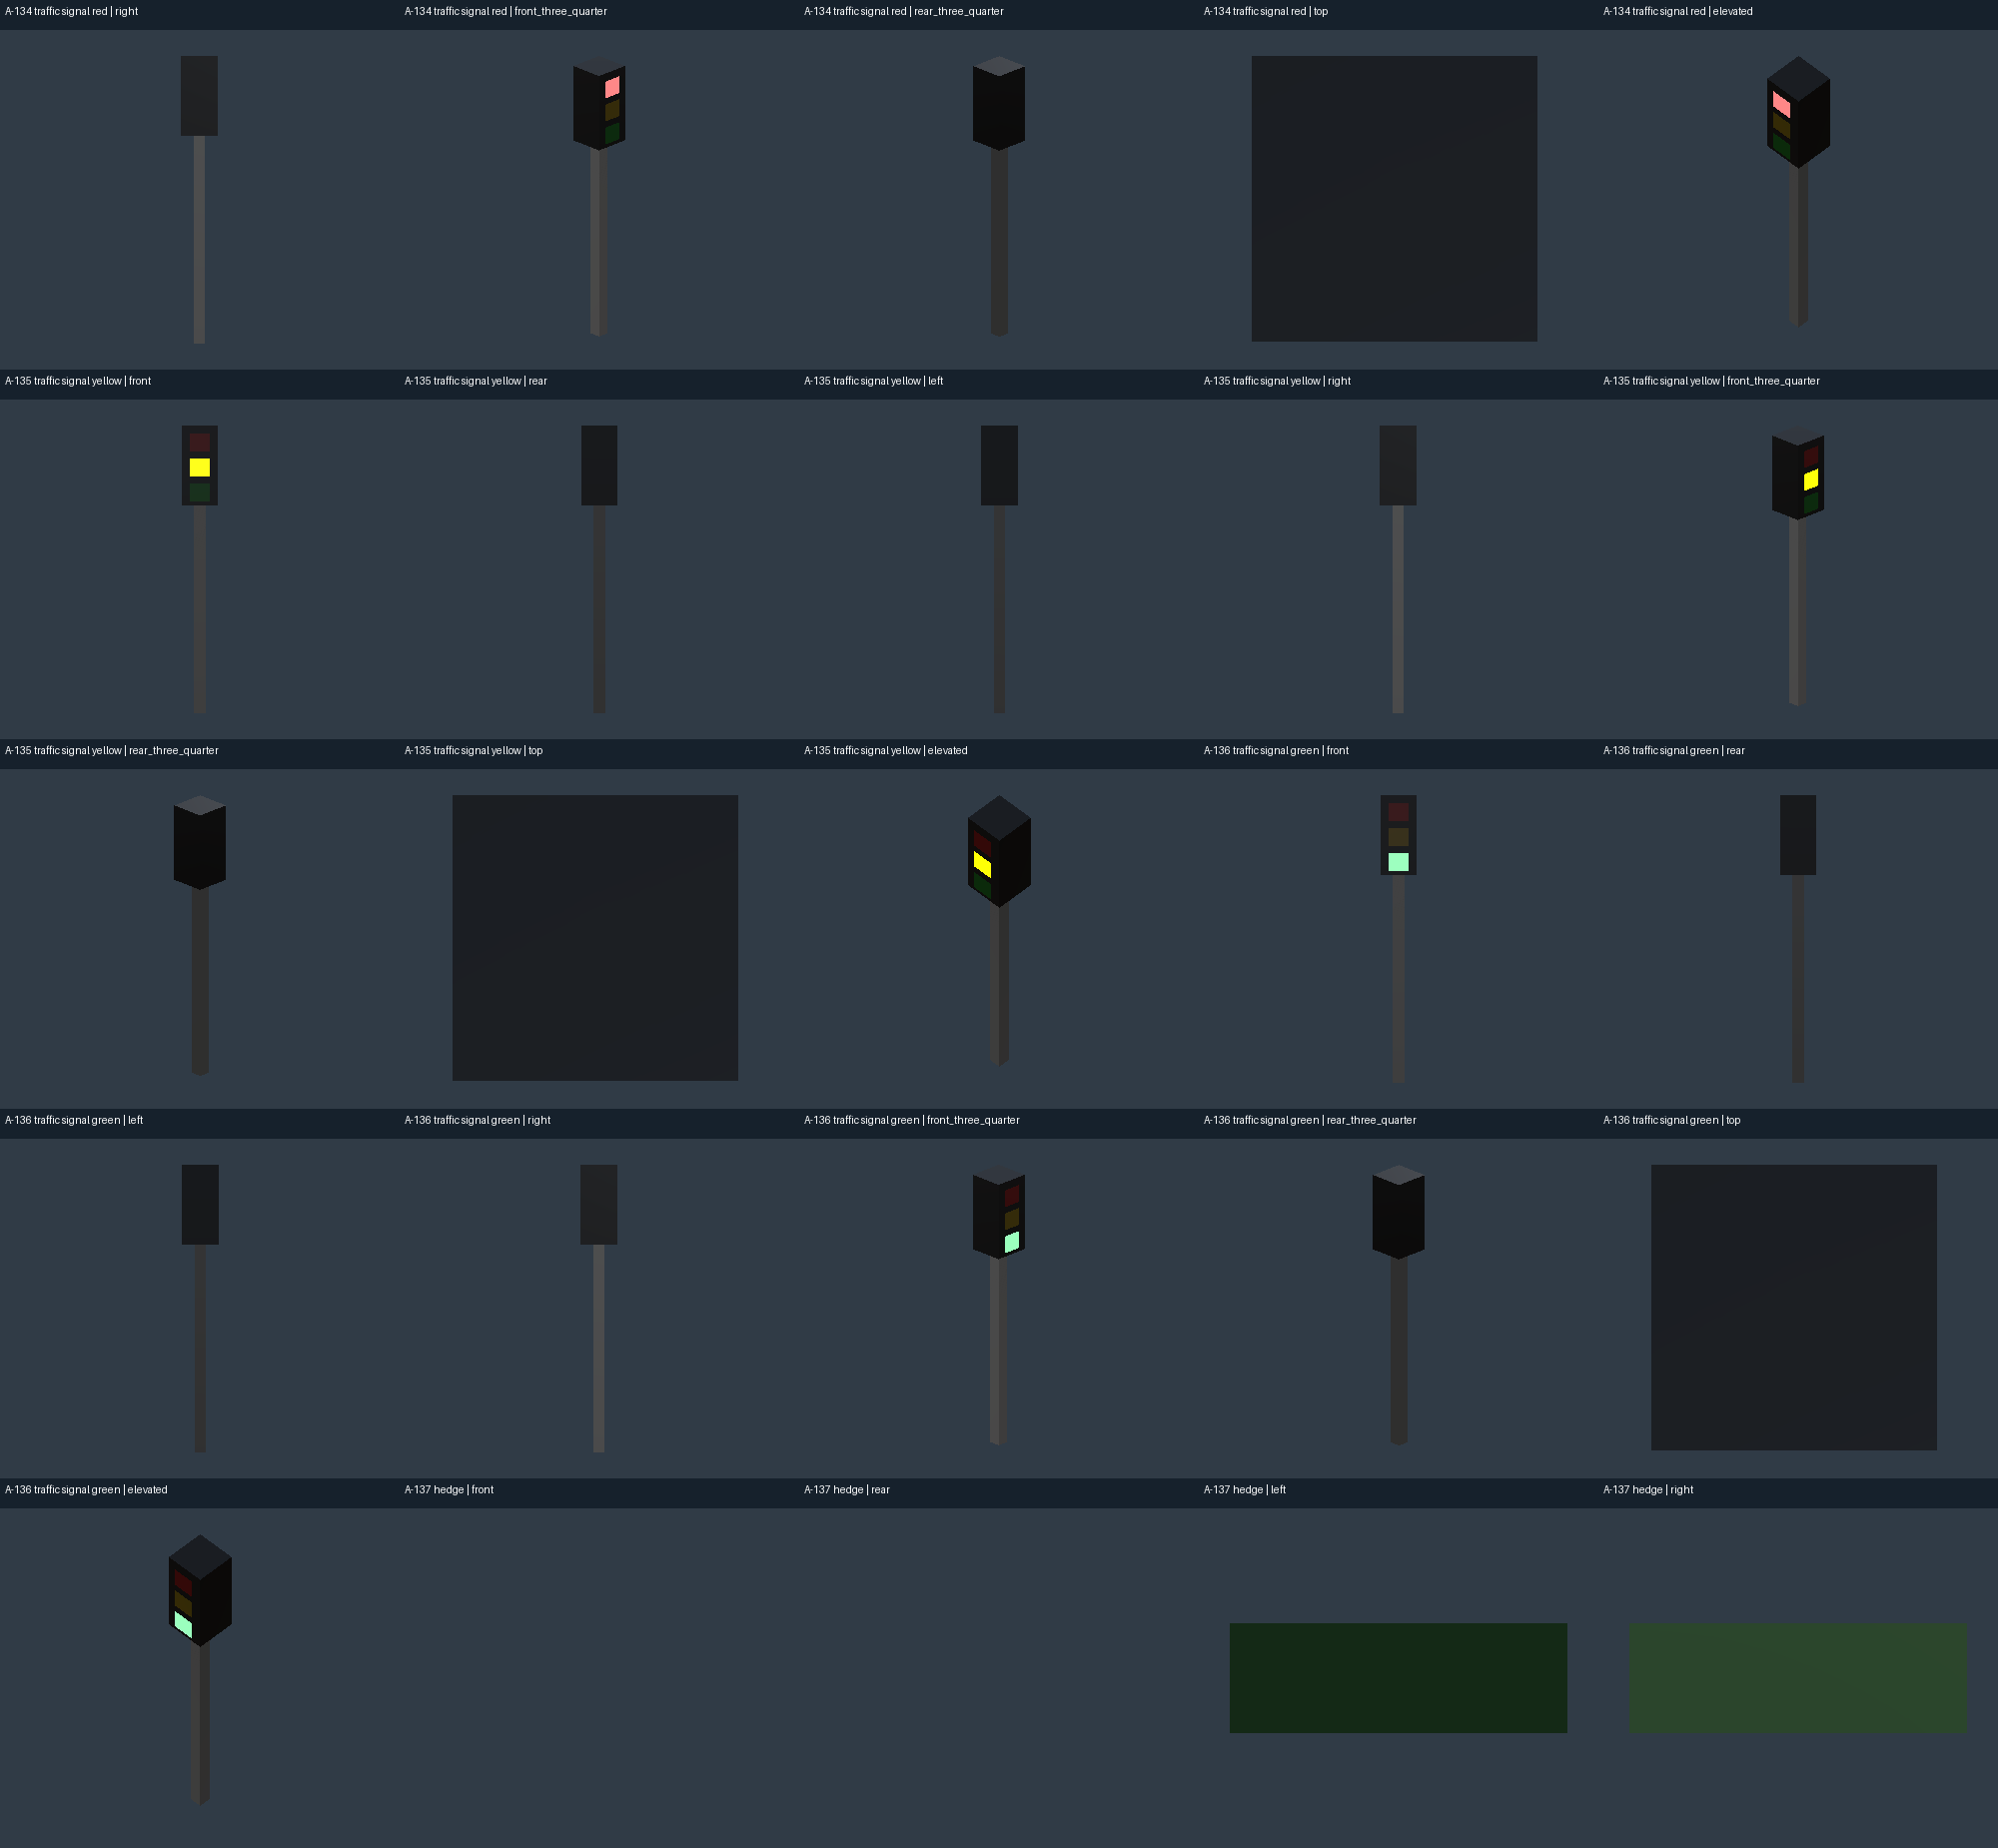 A-134 traffic signal red | right
A-134 traffic signal red | front_three_quarter
A-134 traffic signal red | rear_three_quarter
A-134 traffic signal red | top
A-134 traffic signal red | elevated
A-135 traffic signal yellow | front
A-135 traffic signal yellow | rear
A-135 traffic signal yellow | left
A-135 traffic signal yellow | right
A-135 traffic signal yellow | front_three_quarter
A-135 traffic signal yellow | rear_three_quarter
A-135 traffic signal yellow | top
A-135 traffic signal yellow | elevated
A-136 traffic signal green | front
A-136 traffic signal green | rear
A-136 traffic signal green | left
A-136 traffic signal green | right
A-136 traffic signal green | front_three_quarter
A-136 traffic signal green | rear_three_quarter
A-136 traffic signal green | top
A-136 traffic signal green | elevated
A-137 hedge | front
A-137 hedge | rear
A-137 hedge | left
A-137 hedge | right